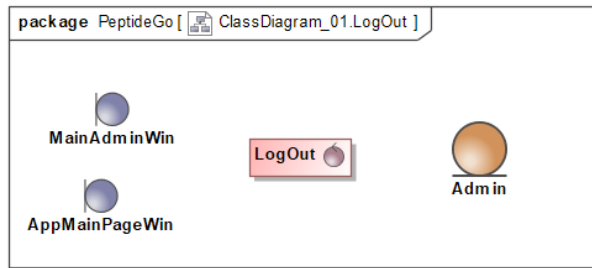 package PeptideGo [ ClassDiagram_01.LogOut ]
MainAdminWin
LogOut
Admin
AppMainPageWin